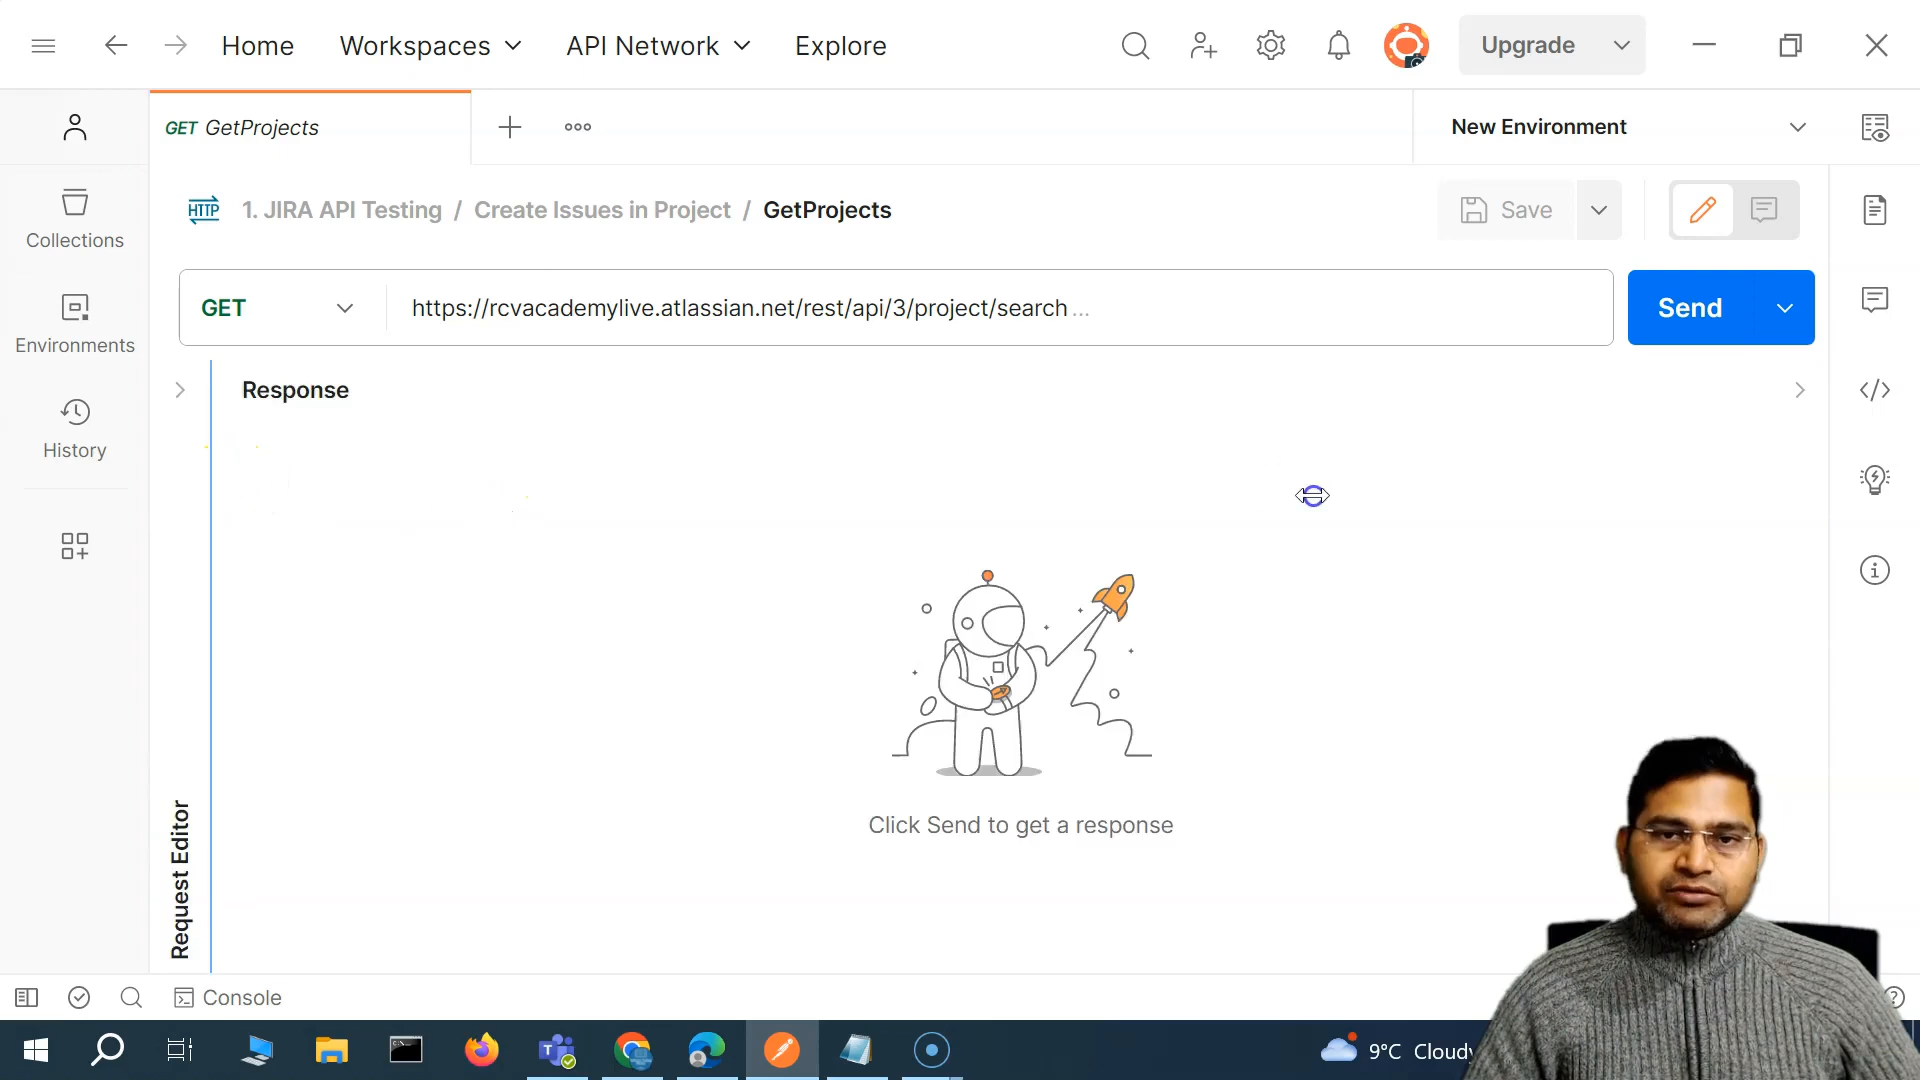 Home
Workspaces
API Network
Explore
Upgrade
GET GetProjects
New Environment
HTTP
1. JIRA API Testing / Create Issues in Project / GetProjects
Save
Collections
GET
https://rcvacademylive.atlassian.net/rest/api/3/project/search ...
Send
Environments
Response
History
Click Send to get a response
Request Editor
Console
9°C Cloudy